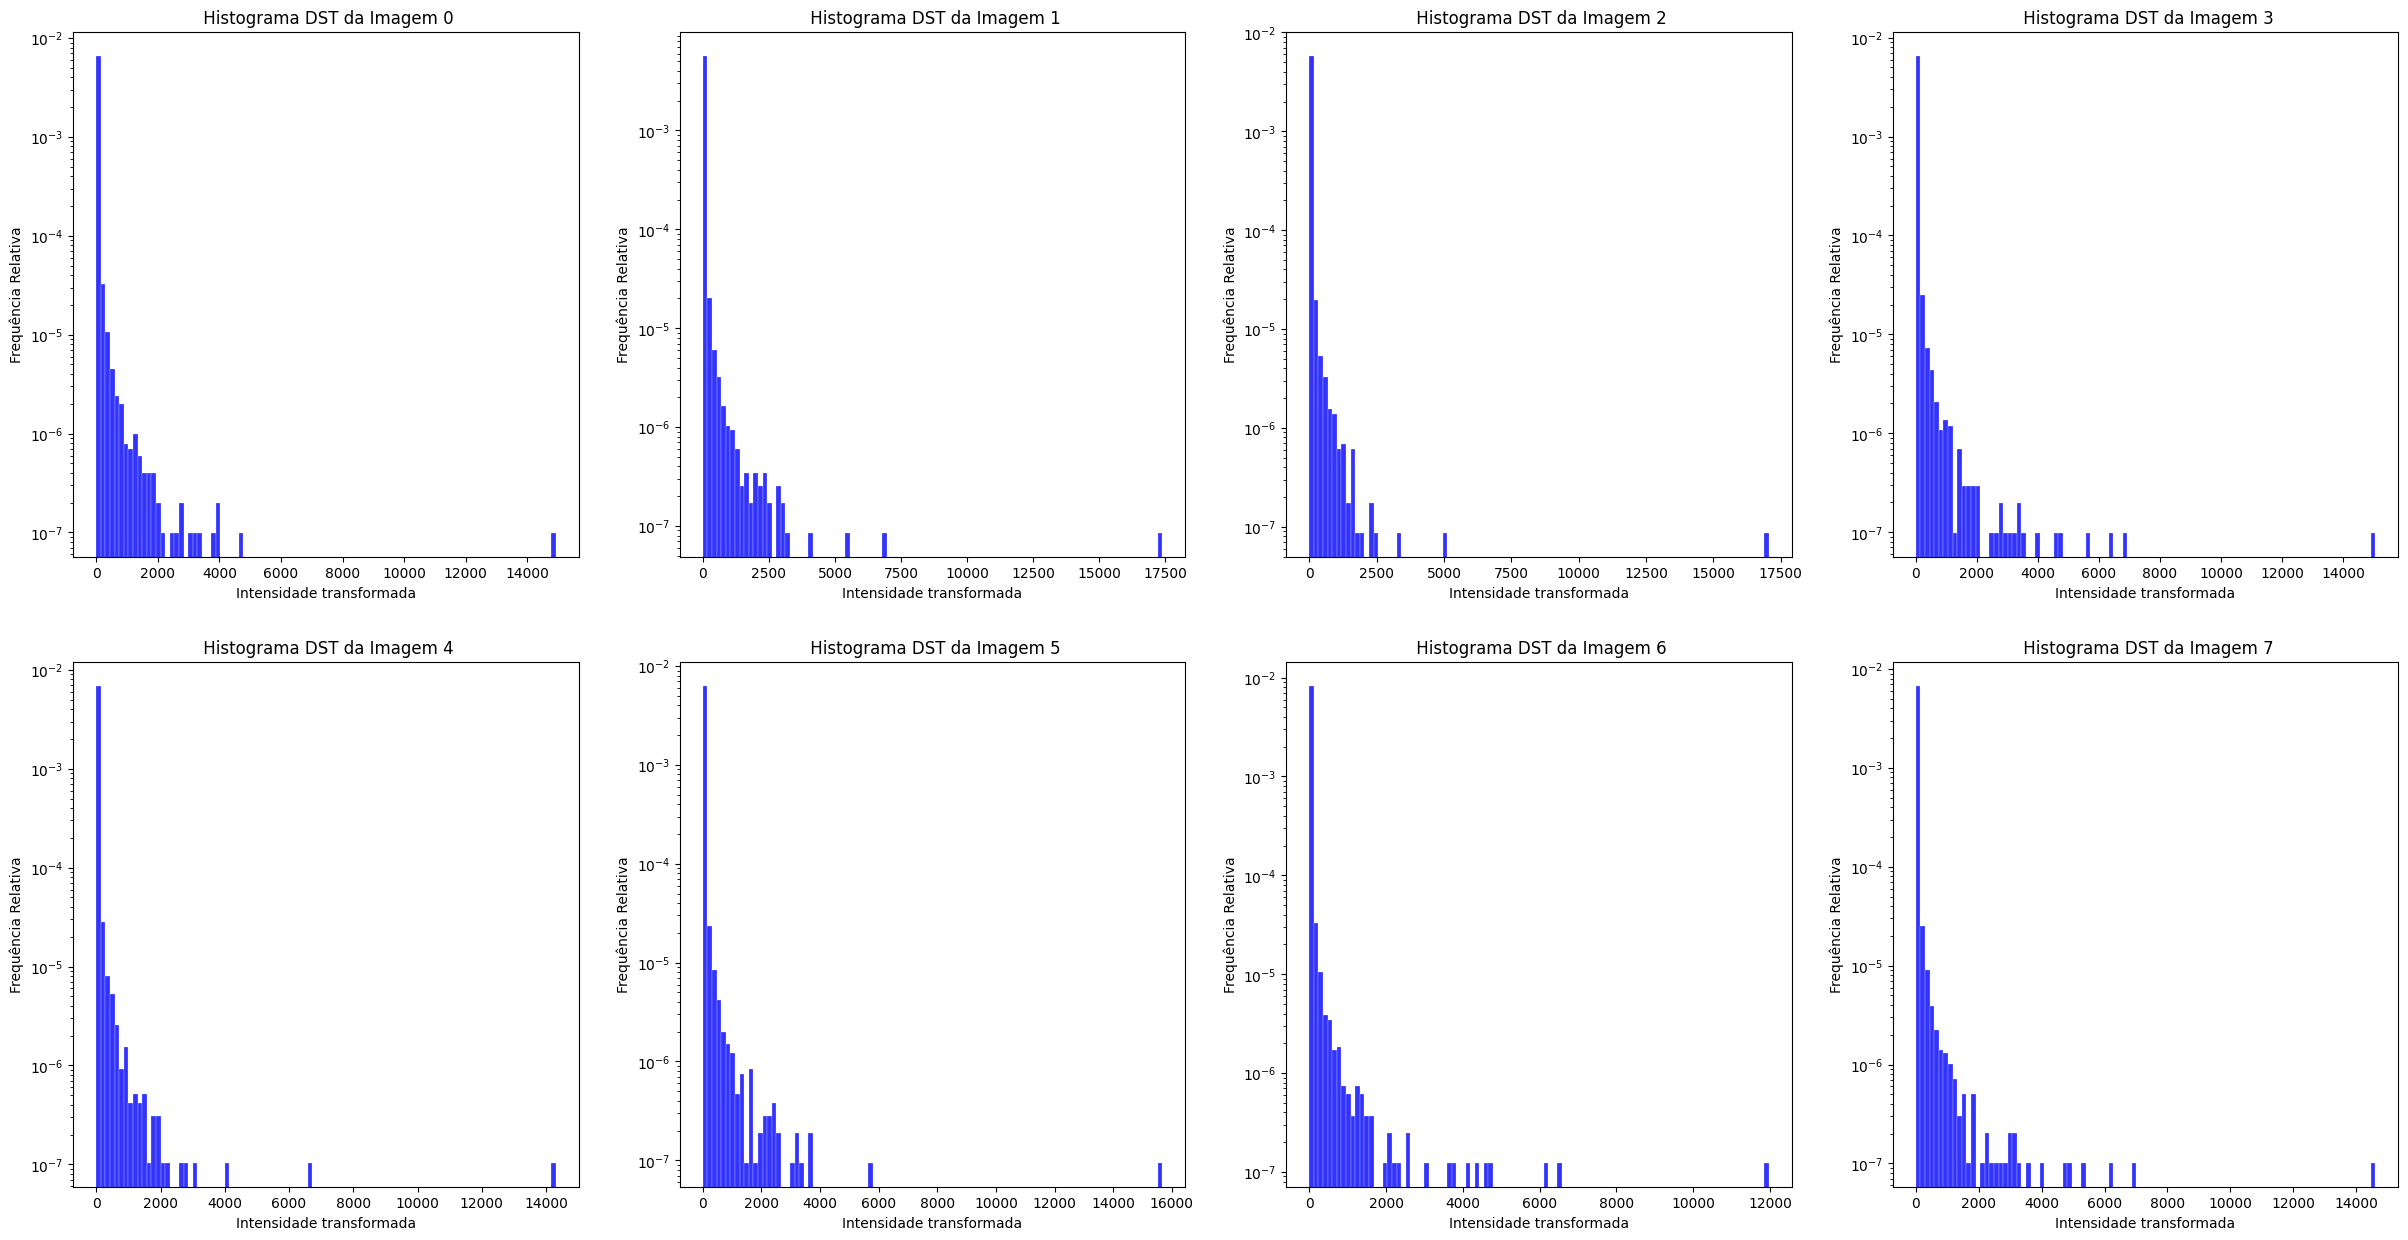 Histograma DST da Imagem 0
10⁻²
10⁻³
10⁻⁴
10⁻⁵
10⁻⁶
10⁻⁷
Frequência Relativa
0 2000 4000 6000 8000 10000 12000 14000
Intensidade transformada
Histograma DST da Imagem 1
10⁻³
10⁻⁴
10⁻⁵
10⁻⁶
10⁻⁷
Frequência Relativa
0 2500 5000 7500 10000 12500 15000 17500
Intensidade transformada
Histograma DST da Imagem 2
10⁻²
10⁻³
10⁻⁴
10⁻⁵
10⁻⁶
10⁻⁷
Frequência Relativa
0 2500 5000 7500 10000 12500 15000 17500
Intensidade transformada
Histograma DST da Imagem 3
10⁻²
10⁻³
10⁻⁴
10⁻⁵
10⁻⁶
10⁻⁷
Frequência Relativa
0 2000 4000 6000 8000 10000 12000 14000
Intensidade transformada
Histograma DST da Imagem 4
10⁻²
10⁻³
10⁻⁴
10⁻⁵
10⁻⁶
10⁻⁷
Frequência Relativa
0 2000 4000 6000 8000 10000 12000 14000
Intensidade transformada
Histograma DST da Imagem 5
10⁻²
10⁻³
10⁻⁴
10⁻⁵
10⁻⁶
10⁻⁷
Frequência Relativa
0 2000 4000 6000 8000 10000 12000 14000 16000
Intensidade transformada
Histograma DST da Imagem 6
10⁻²
10⁻³
10⁻⁴
10⁻⁵
10⁻⁶
10⁻⁷
Frequência Relativa
0 2000 4000 6000 8000 10000 12000
Intensidade transformada
Histograma DST da Imagem 7
10⁻²
10⁻³
10⁻⁴
10⁻⁵
10⁻⁶
10⁻⁷
Frequência Relativa
0 2000 4000 6000 8000 10000 12000 14000
Intensidade transformada